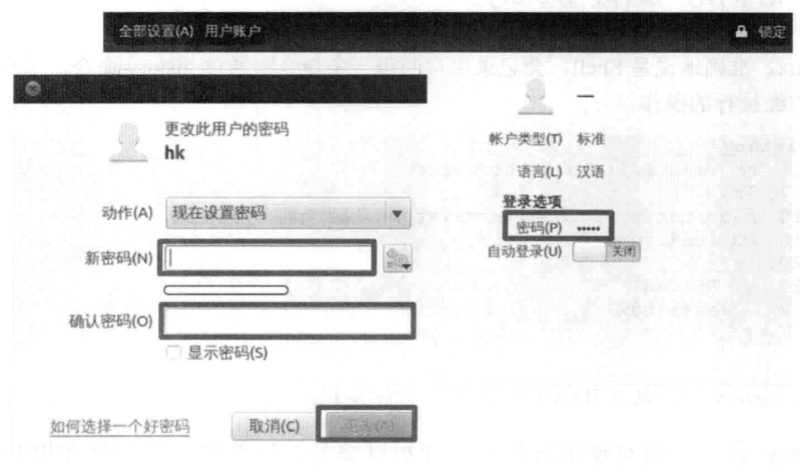 全部设置(A) 用户账户
锁定
更改此用户的密码
hk
动作(A) 现在设置密码
新密码(N)
确认密码(O)
显示密码(S)
如何选择一个好密码
取消(C)
帐户类型(T) 标准
语言(L) 汉语
登录选项
密码(P) •••••
自动登录(U) 关闭